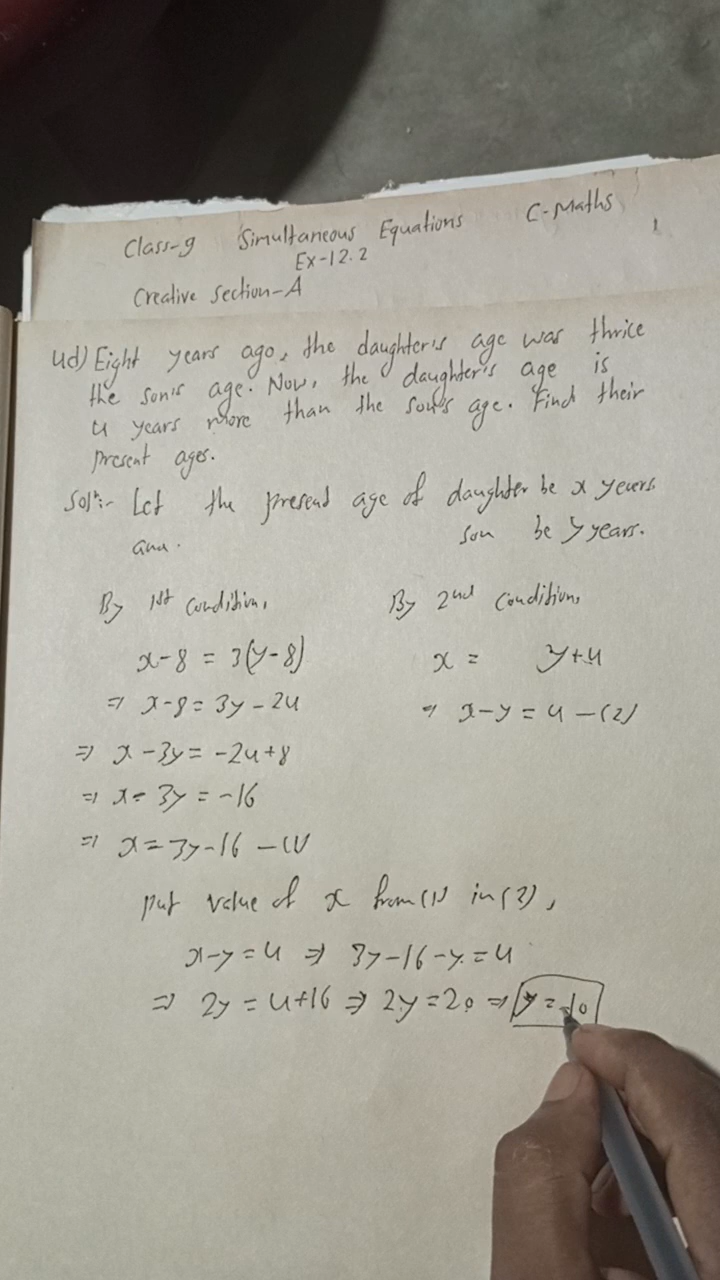 Class-9 Simultaneous Equations C-Maths 1
Ex-12.2
Creative section-A
4d) Eight years ago, the daughter's age was thrice
the son's age. Now, the daughter's age is
4 years more than the son's age. Find their
present ages.
Solⁿ:- Let the present age of daughter be x years
and son be y years.
By 1st condition, By 2nd condition,
x-8 = 3(y-8) x = y+4
⇒ x-8 = 3y-24 ⇒ x-y = 4 -(2)
⇒ x-3y = -24+8
⇒ x-3y = -16
⇒ x = 3y-16 -(1)
put value of x from (1) in (2),
x-y = 4 ⇒ 3y-16-y = 4
⇒ 2y = 4+16 ⇒ 2y = 20 ⇒ y = 10